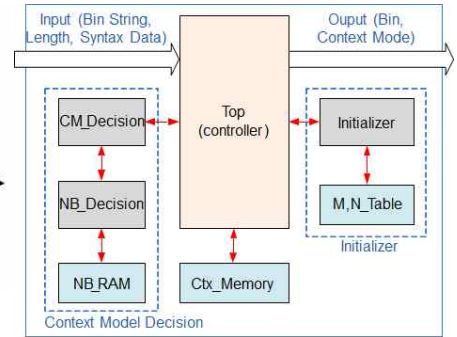 Input (Bin String,
Length, Syntax Data)
Ouput (Bin,
Context Mode)
CM_Decision
Top
(controller)
Initializer
NB_Decision
M,N_Table
Initializer
NB_RAM
Ctx_Memory
Context Model Decision